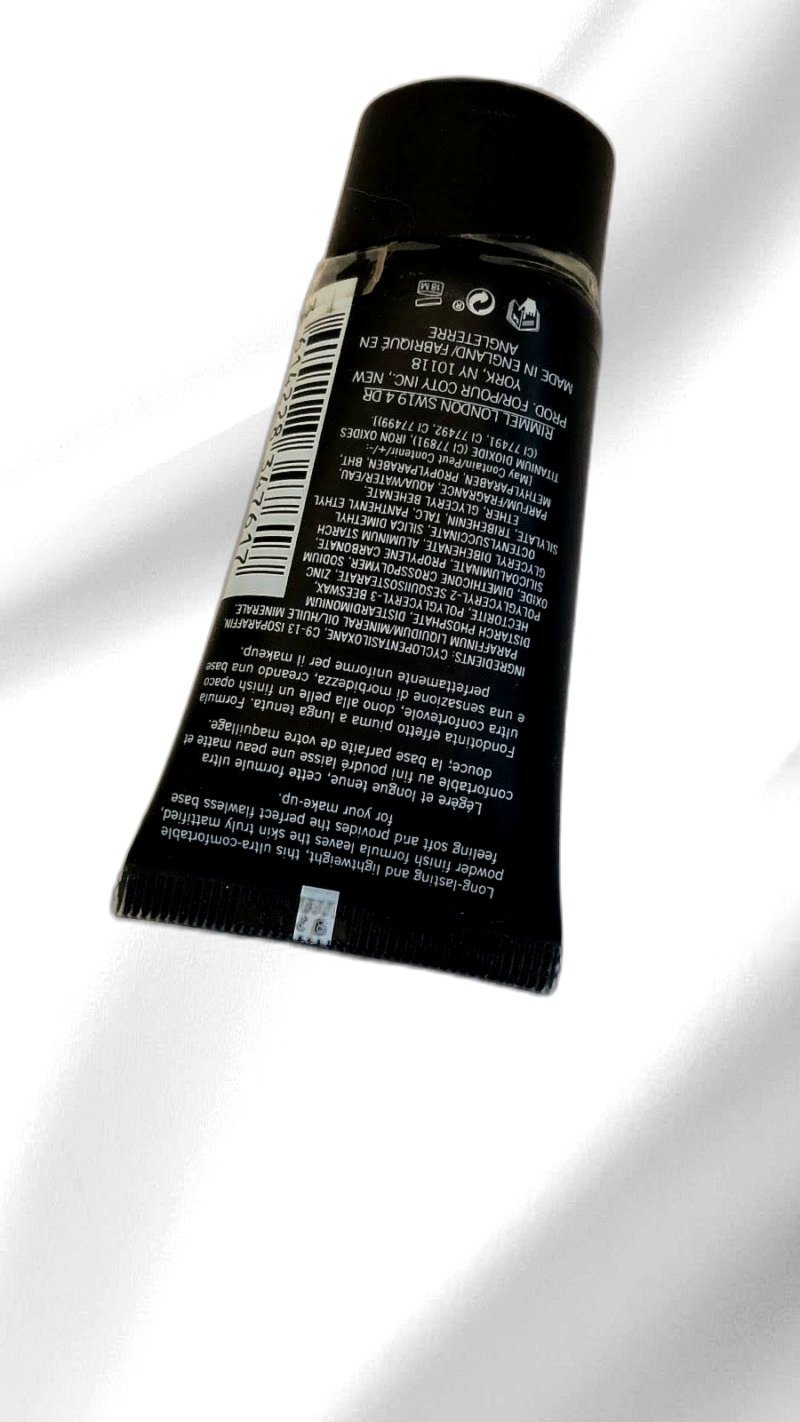 Long-lasting and lightweight, this ultra-comfortable
powder finish formula leaves the skin truly mattified,
feeling soft and provides the perfect flawless base
for your make-up.
Légère et longue tenue, cette formule ultra
confortable au fini poudré laisse une peau matte et
douce; la base parfaite de votre maquillage.
Fondotinta effetto piuma a lunga tenuta. Formula
ultra confortevole, dono alla pelle un finish opaco
e una sensazione di morbidezza, creando una base
perfettamente uniforme per il makeup.
INGREDIENTS: CYCLOPENTASILOXANE, C9-13 ISOPARAFFIN,
PARAFFINUM LIQUIDUM/MINERAL OIL/HUILE MINERALE,
DISTARCH PHOSPHATE, DISTEARDIMONIUM
HECTORITE, POLYGLYCERYL-3 BEESWAX,
POLYGLYCERYL-2 SESQUIISOSTEARATE, ZINC
OXIDE, DIMETHICONE CROSSPOLYMER, SODIUM
SILICOALUMINATE, PROPYLENE CARBONATE,
GLYCERYL DIBEHENATE, ALUMINUM STARCH
OCTENYLSUCCINATE, SILICA DIMETHYL
SILYLATE, TRIBEHENIN, TALC, PANTHENYL ETHYL
ETHER, GLYCERYL BEHENATE,
PARFUM/FRAGRANCE, AQUA/WATER/EAU,
METHYLPARABEN, PROPYLPARABEN, BHT,
[May Contain/Peut Contenir/+/-:
TITANIUM DIOXIDE (CI 77891), IRON OXIDES
(CI 77491, CI 77492, CI 77499)]
RIMMEL LONDON SW19 4 DR
PROD. FOR/POUR COTY INC., NEW
YORK, NY 10118
MADE IN ENGLAND/ FABRIQUÉ EN
ANGLETERRE
®
18 M
3 614228 347617